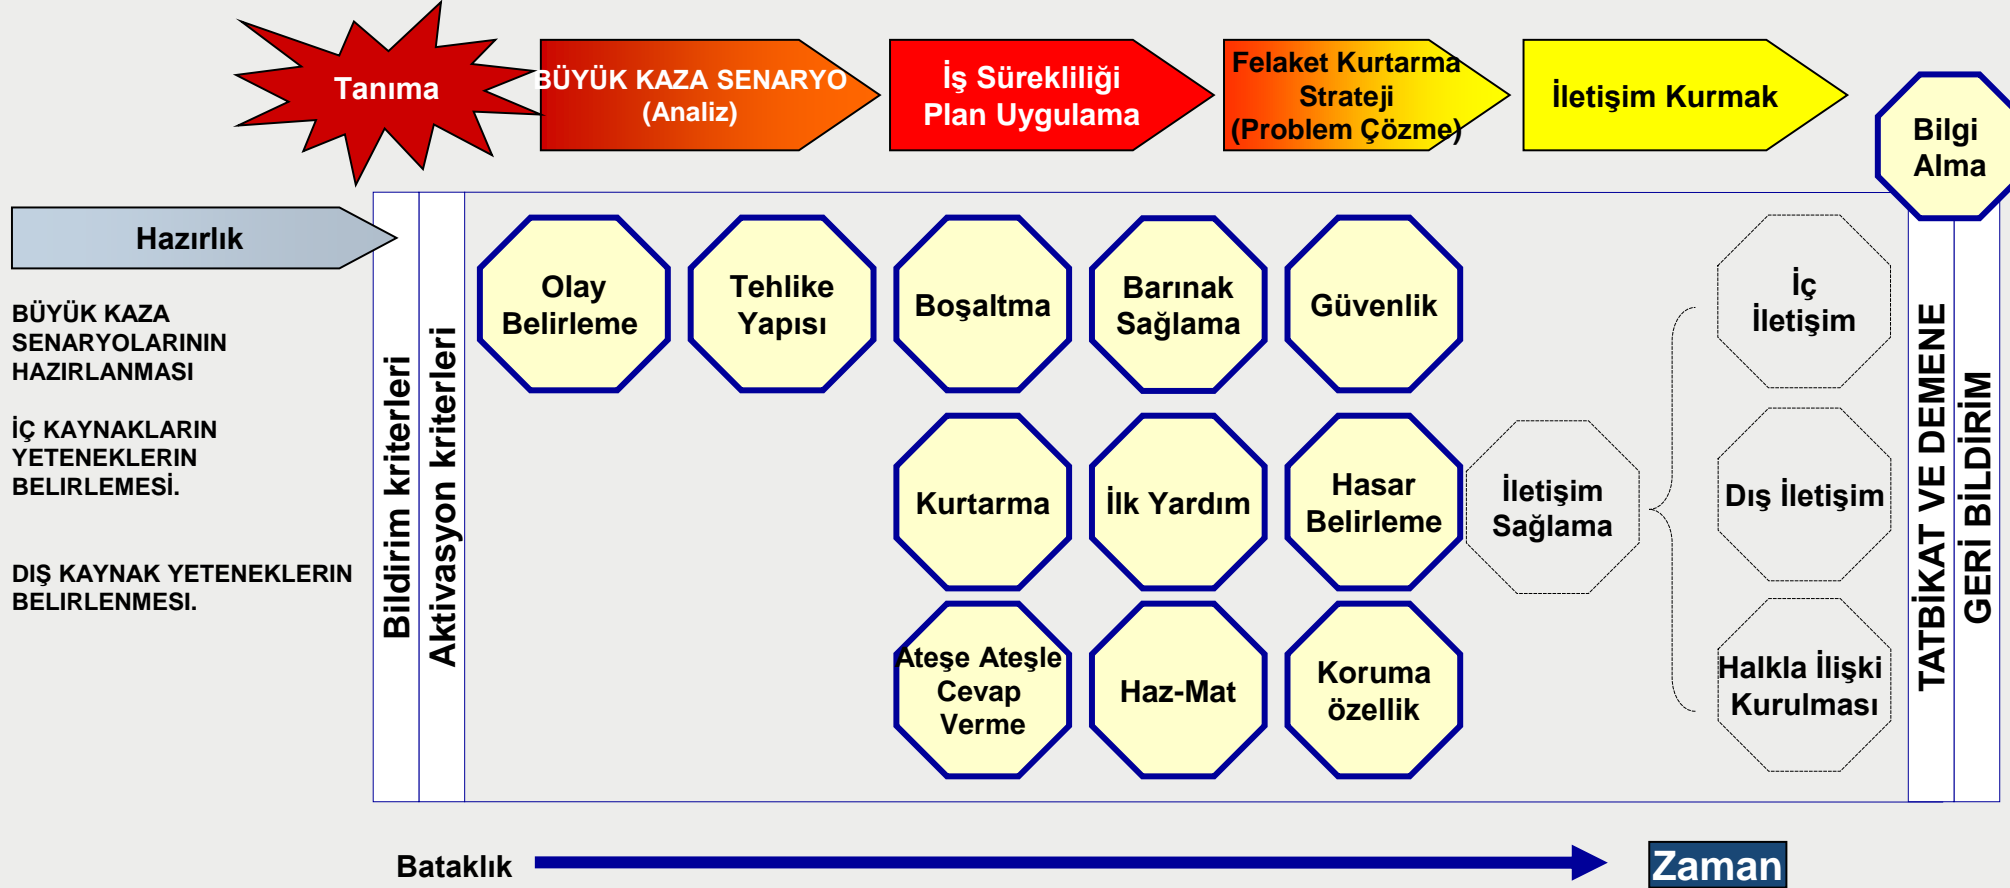 Tanıma
BÜYÜK KAZA SENARYO
(Analiz)
İş Sürekliliği
Plan Uygulama
Felaket Kurtarma
Strateji
(Problem Çözme)
İletişim Kurmak
Bilgi
Alma
Hazırlık
BÜYÜK KAZA
SENARYOLARININ
HAZIRLANMASI
İÇ KAYNAKLARIN
YETENEKLERIN
BELIRLEMESİ.
DIŞ KAYNAK YETENEKLERIN
BELIRLENMESI.
Bildirim kriterleri
Aktivasyon kriterleri
Olay
Belirleme
Tehlike
Yapısı
Boşaltma
Barınak
Sağlama
Güvenlik
Kurtarma
İlk Yardım
Hasar
Belirleme
Ateşe Ateşle
Cevap
Verme
Haz-Mat
Koruma
özellik
İletişim
Sağlama
İç
İletişim
Dış İletişim
Halkla İlişki
Kurulması
TATBİKAT VE DEMENE
GERİ BİLDİRİM
Bataklık
Zaman